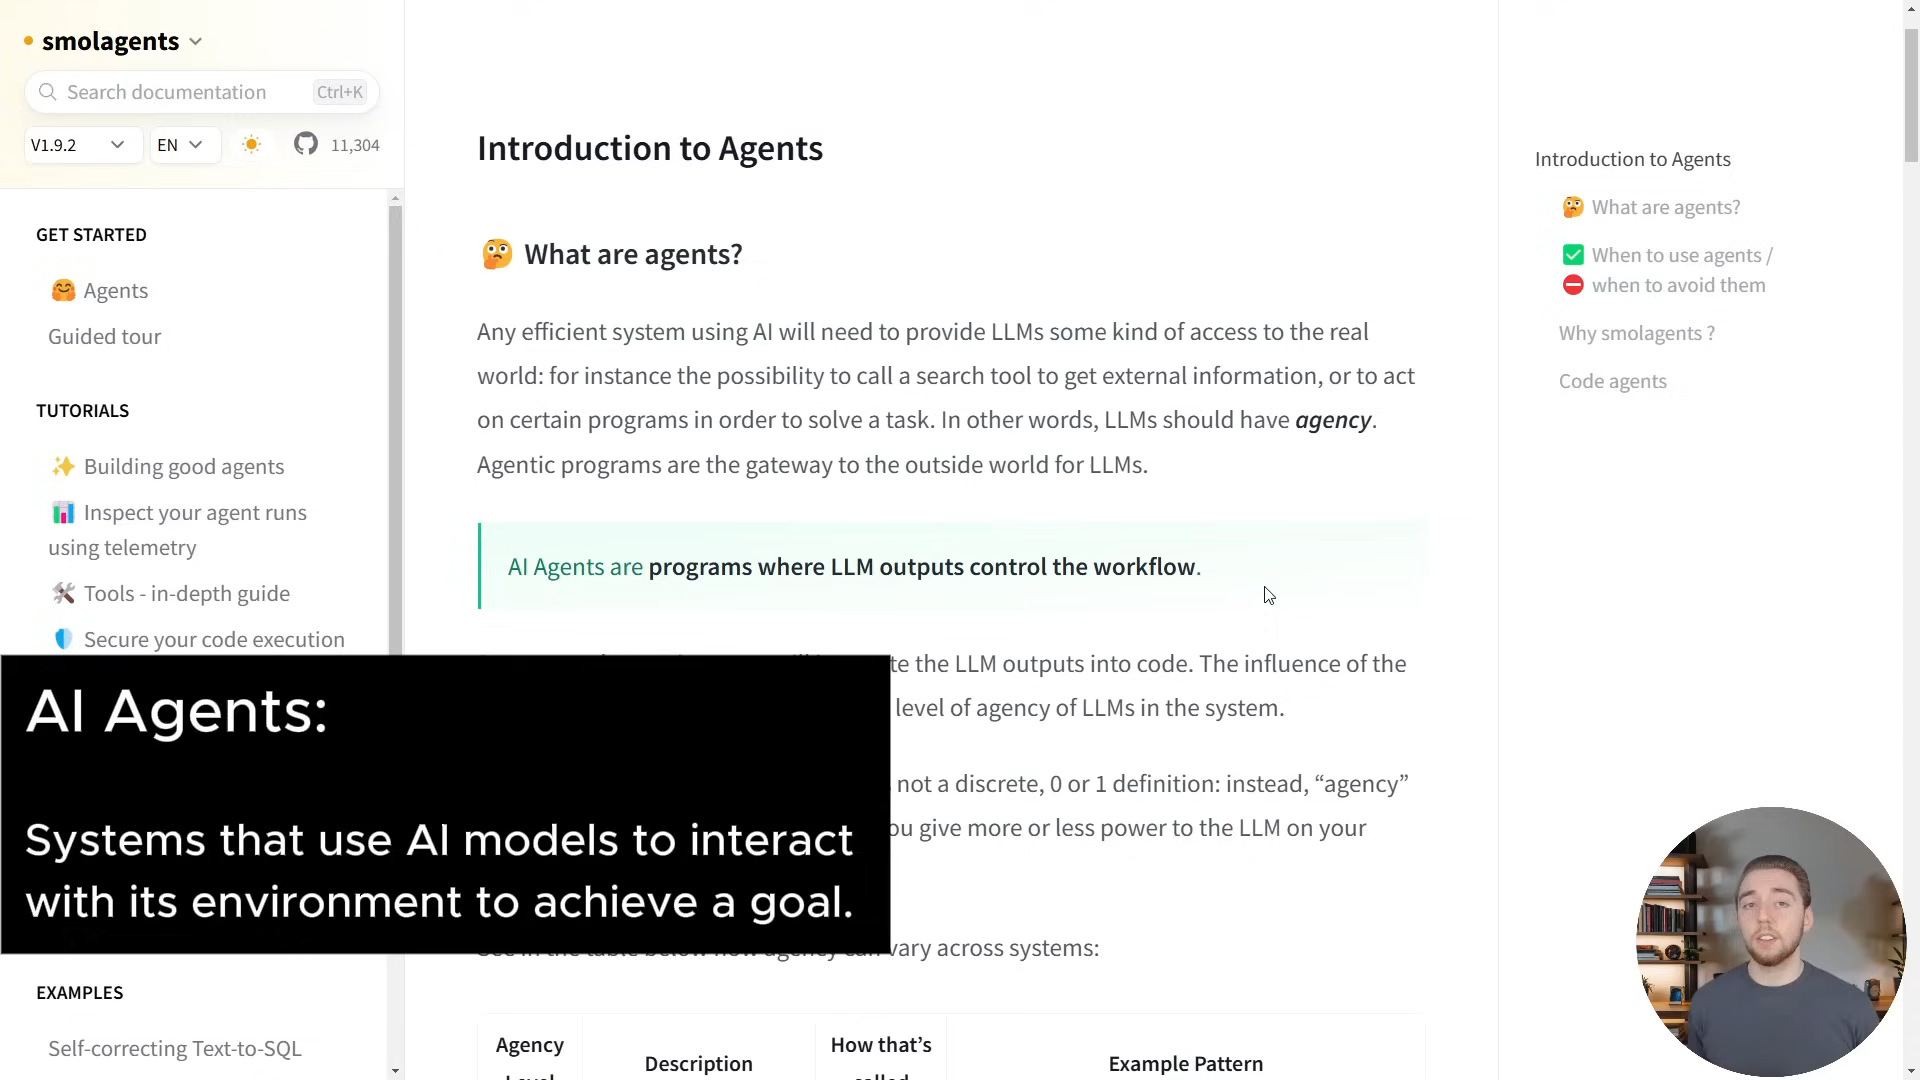 smolagents
Search documentation
Ctrl+K
V1.9.2
EN
11,304
GET STARTED
Agents
Guided tour
TUTORIALS
Building good agents
Inspect your agent runs
using telemetry
Tools - in-depth guide
Secure your code execution
EXAMPLES
Self-correcting Text-to-SQL
Introduction to Agents
What are agents?
Any efficient system using AI will need to provide LLMs some kind of access to the real
world: for instance the possibility to call a search tool to get external information, or to act
on certain programs in order to solve a task. In other words, LLMs should have agency.
Agentic programs are the gateway to the outside world for LLMs.
AI Agents are programs where LLM outputs control the workflow.
the LLM outputs into code. The influence of the
level of agency of LLMs in the system.
not a discrete, 0 or 1 definition: instead, “agency”
give more or less power to the LLM on your
vary across systems:
Agency
Description
How that’s
Example Pattern
AI Agents:
Systems that use AI models to interact
with its environment to achieve a goal.
Introduction to Agents
What are agents?
When to use agents /
when to avoid them
Why smolagents ?
Code agents